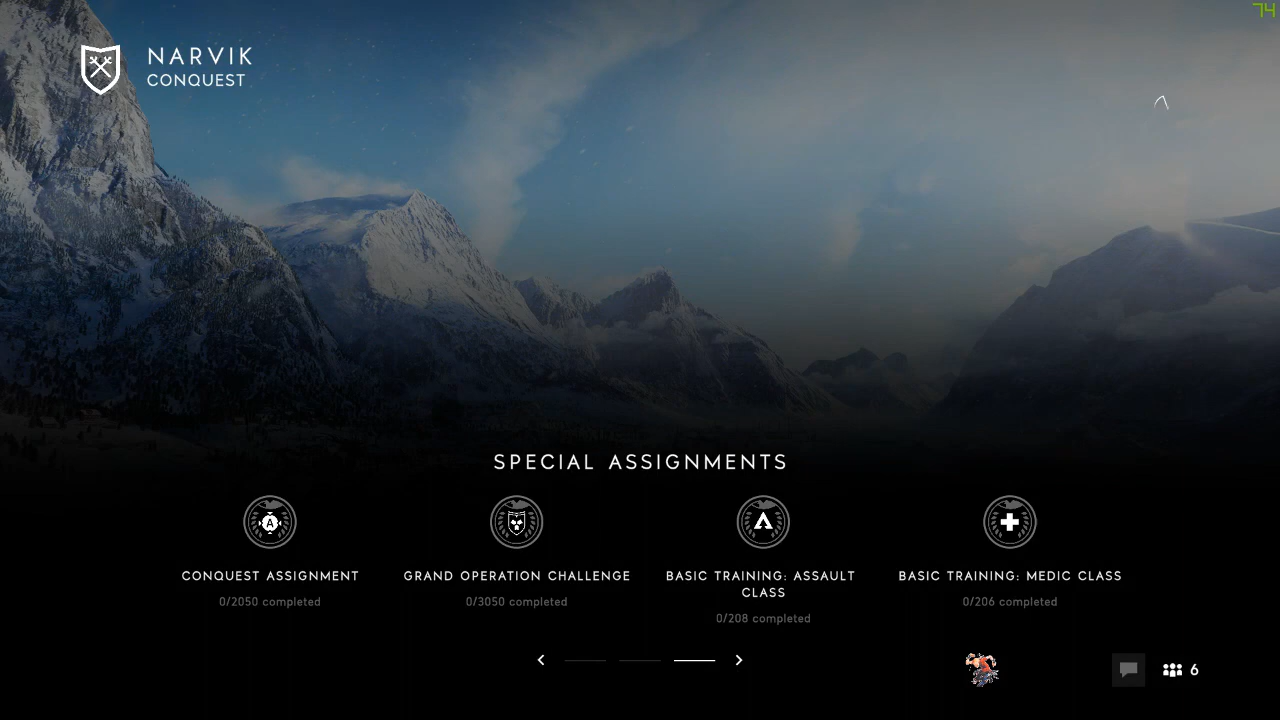 74
NARVIK
CONQUEST
SPECIAL ASSIGNMENTS
A
CONQUEST ASSIGNMENT
0/2050 completed
GRAND OPERATION CHALLENGE
0/3050 completed
BASIC TRAINING: ASSAULT
CLASS
0/208 completed
BASIC TRAINING: MEDIC CLASS
0/206 completed
6